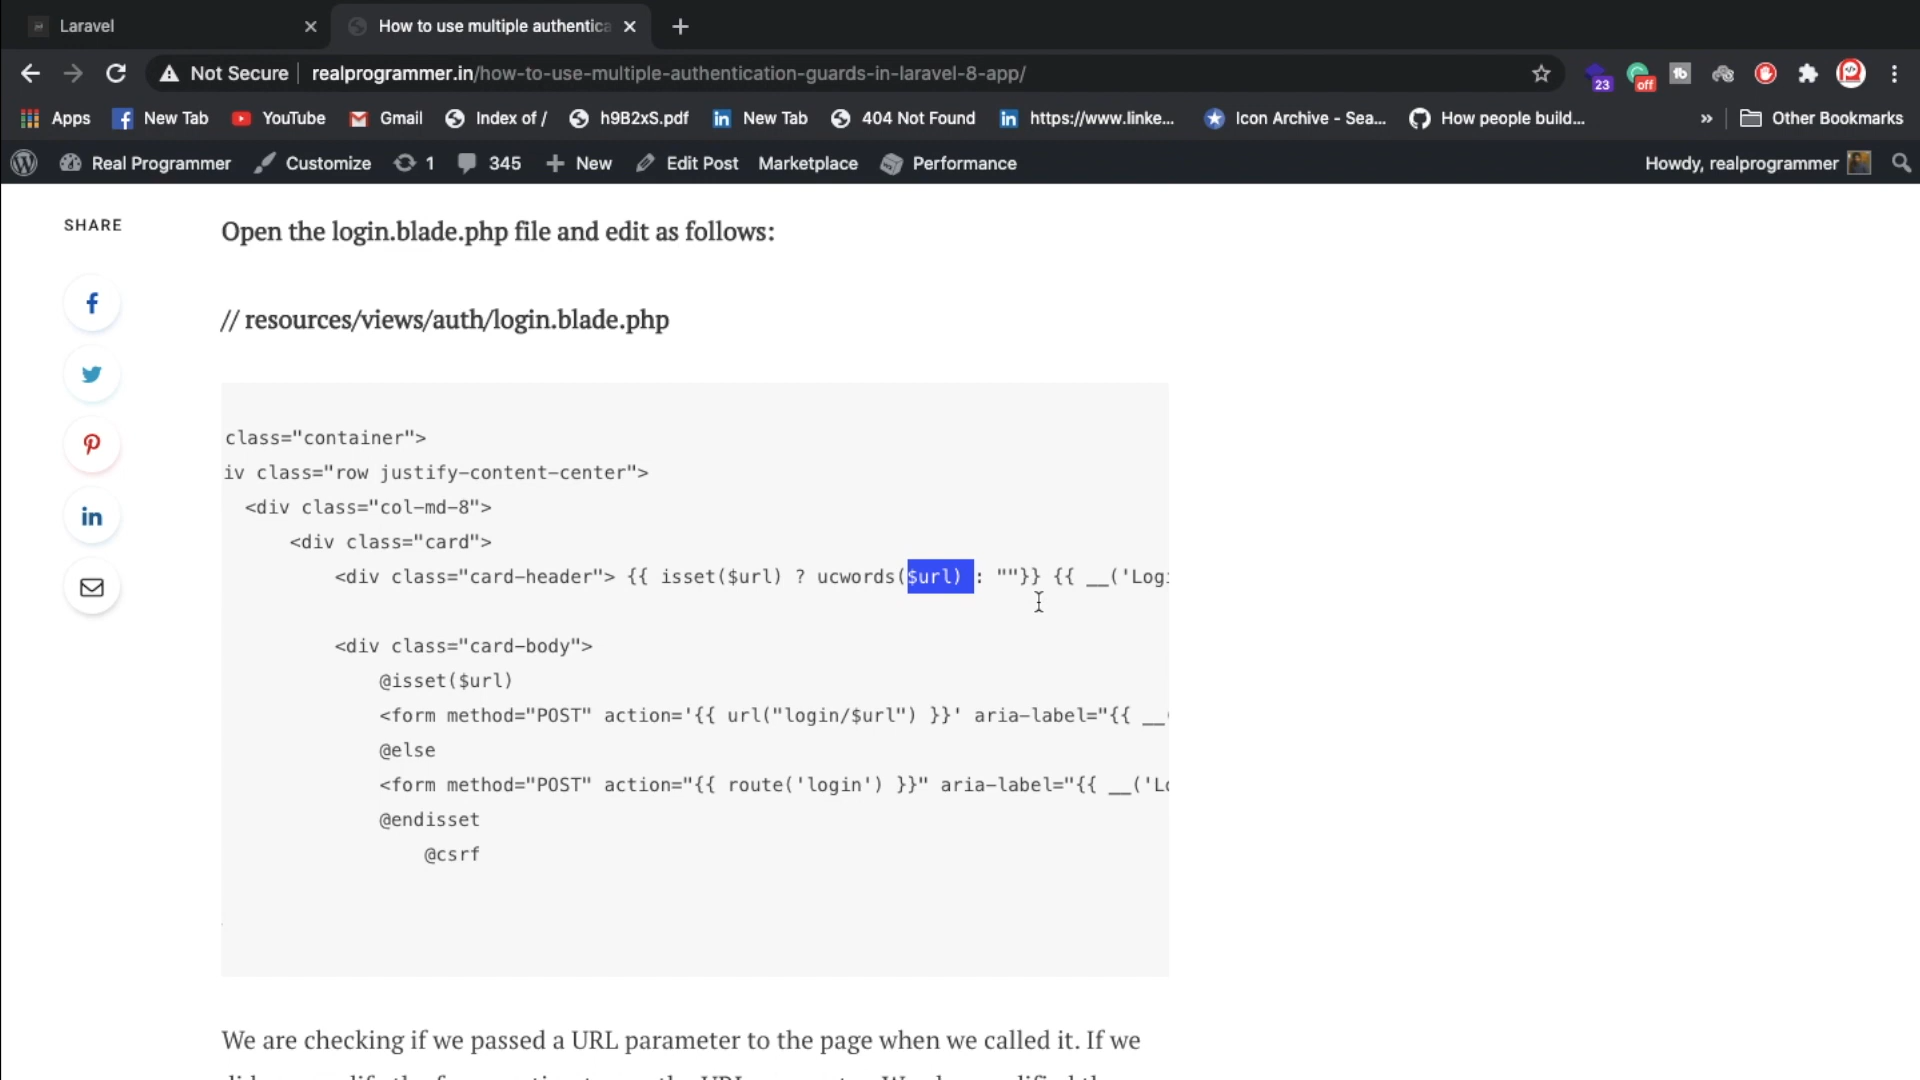 Laravel
How to use multiple authentica
Not Secure realprogrammer.in/how-to-use-multiple-authentication-guards-in-laravel-8-app/
23 off
Apps New Tab YouTube Gmail Index of / h9B2xS.pdf New Tab 404 Not Found https://www.linke... Icon Archive - Sea... How people build... » Other Bookmarks
Real Programmer Customize 1 345 New Edit Post Marketplace Performance Howdy, realprogrammer
SHARE
Open the login.blade.php file and edit as follows:
// resources/views/auth/login.blade.php
class="container">
iv class="row justify-content-center">
<div class="col-md-8">
<div class="card">
<div class="card-header"> {{ isset($url) ? ucwords($url) : ""}} {{ __('Logi
<div class="card-body">
@isset($url)
<form method="POST" action='{{ url("login/$url") }}' aria-label="{{ __(
@else
<form method="POST" action="{{ route('login') }}" aria-label="{{ __('Lo
@endisset
@csrf
We are checking if we passed a URL parameter to the page when we called it. If we